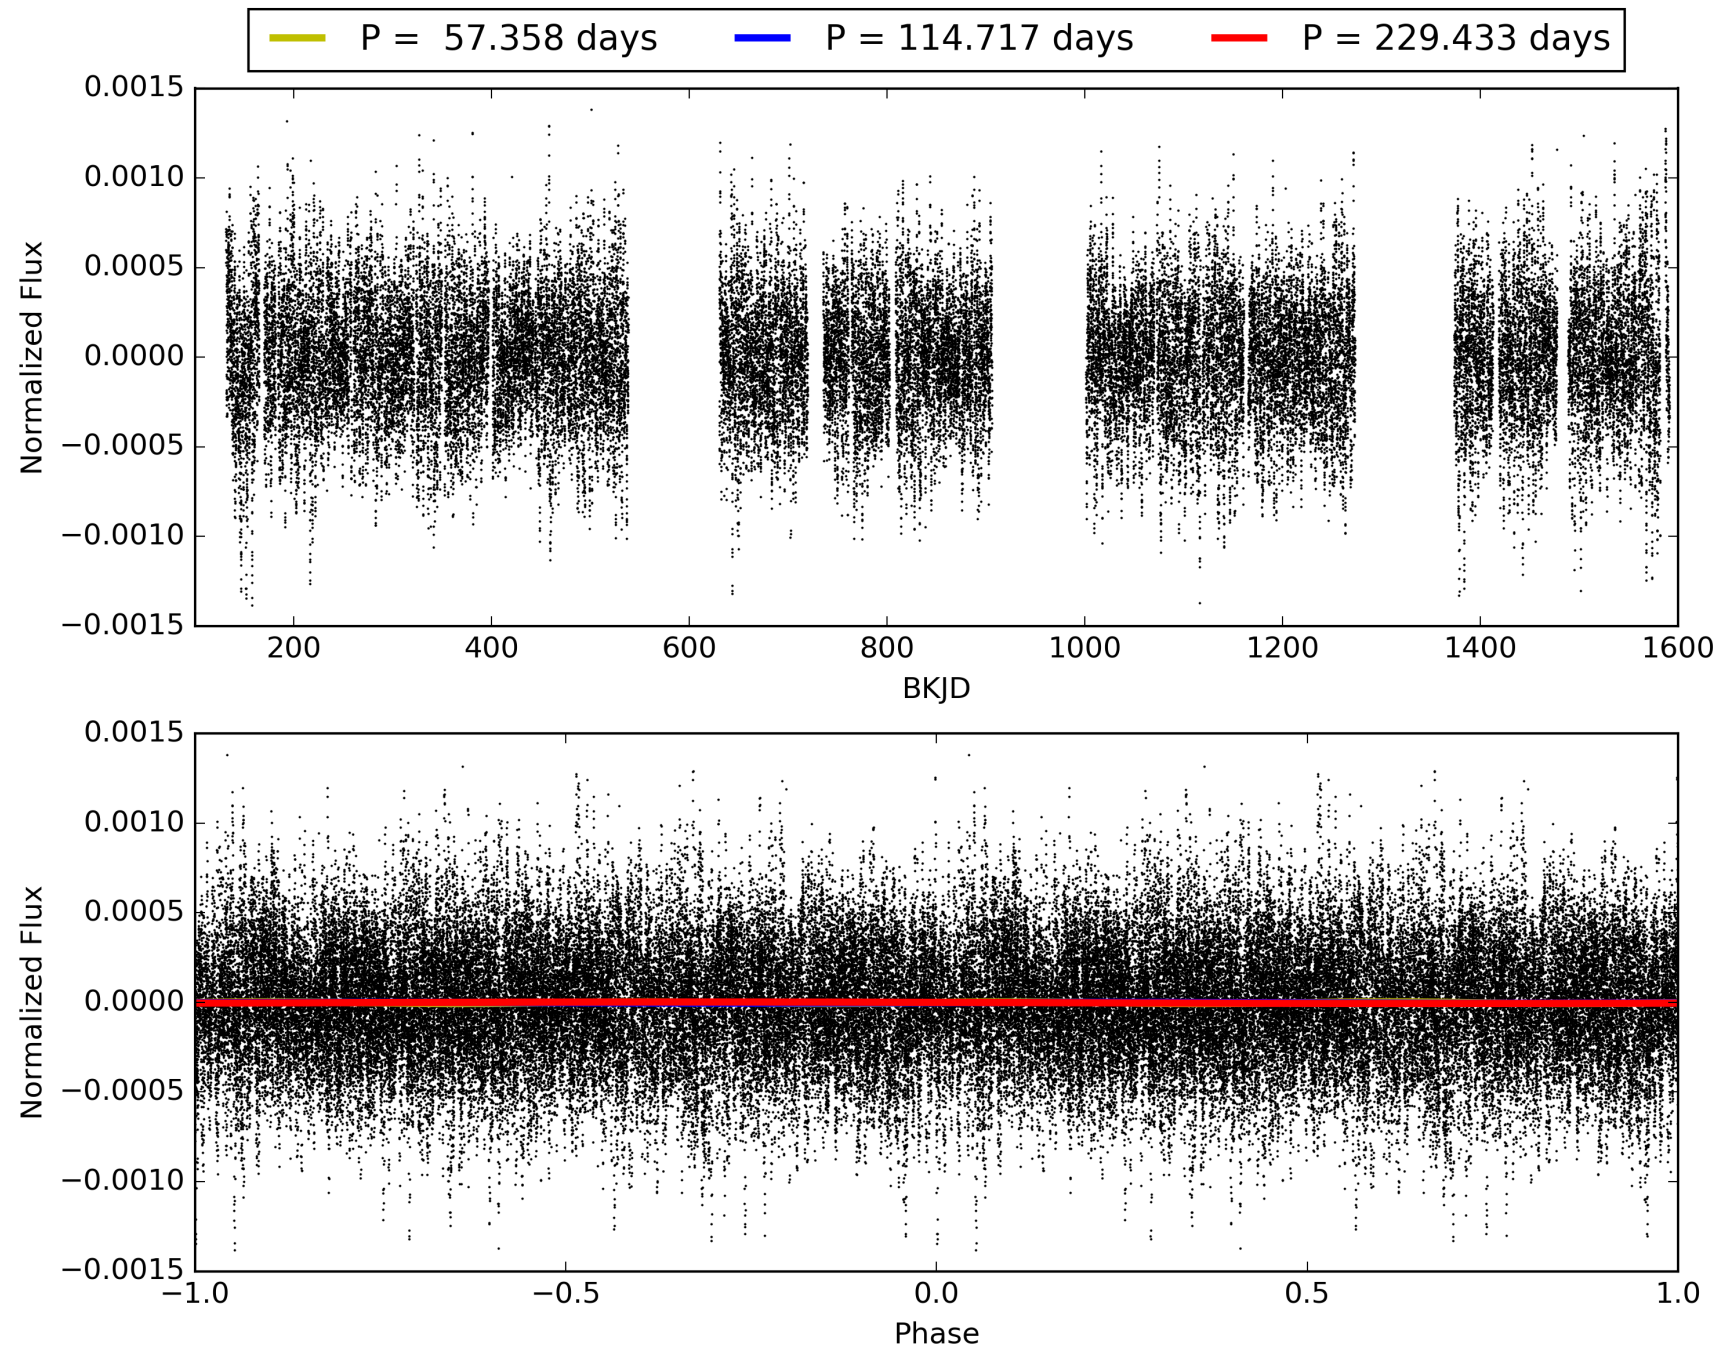 P = 57.358 days P = 114.717 days P = 229.433 days
0.0015
0.0010
0.0005
0.0000
−0.0005
−0.0010
−0.0015
Normalized Flux
200 400 600 800 1000 1200 1400 1600
BKJD
0.0015
0.0010
0.0005
0.0000
−0.0005
−0.0010
−0.0015
Normalized Flux
−1.0 −0.5 0.0 0.5 1.0
Phase